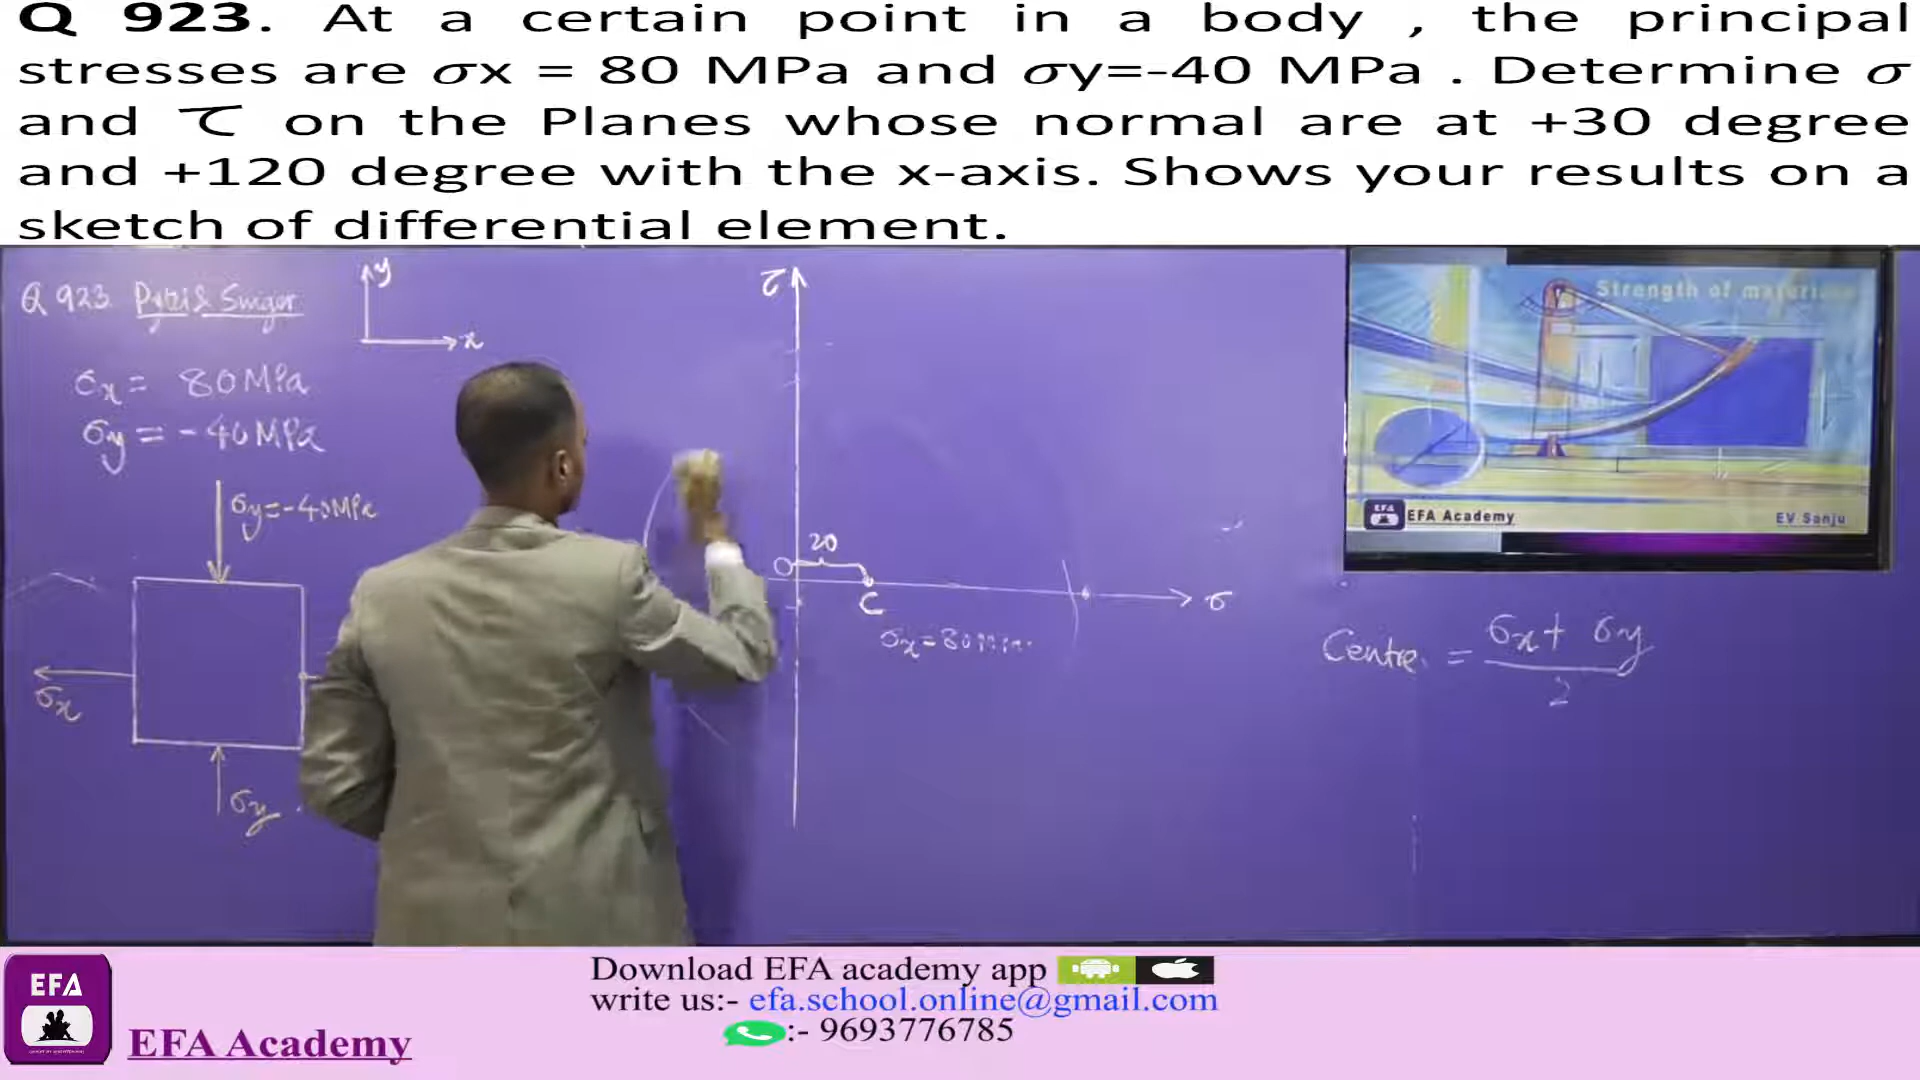 Q 923. At a certain point in a body , the principal
stresses are σx = 80 MPa and σy=-40 MPa . Determine σ
and τ on the Planes whose normal are at +30 degree
and +120 degree with the x-axis. Shows your results on a
sketch of differential element.
Q 923. Pytel & Singer
y
x
σx = 80MPa
σy = -40MPa
σy=-40MPa
σx
σy
τ
O
20
C
σ
σx=80
Strength of materials
EFA
EFA Academy
EV Sanju
Centre = σx + σy
2
EFA
EFA Academy
Download EFA academy app
write us:- efa.school.online@gmail.com
:- 9693776785